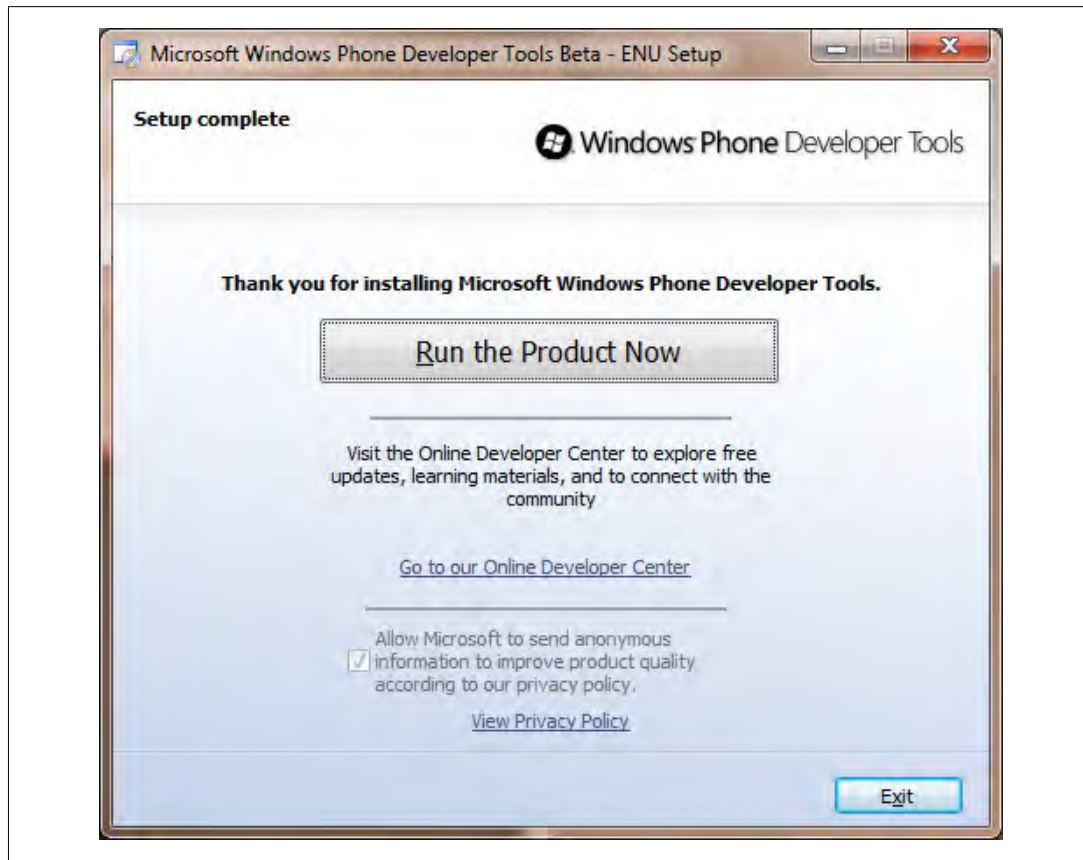 Microsoft Windows Phone Developer Tools Beta - ENU Setup
Setup complete
Windows Phone Developer Tools
Thank you for installing Microsoft Windows Phone Developer Tools.
Run the Product Now
Visit the Online Developer Center to explore free
updates, learning materials, and to connect with the
community
Go to our Online Developer Center
Allow Microsoft to send anonymous
information to improve product quality
according to our privacy policy.
View Privacy Policy
Exit